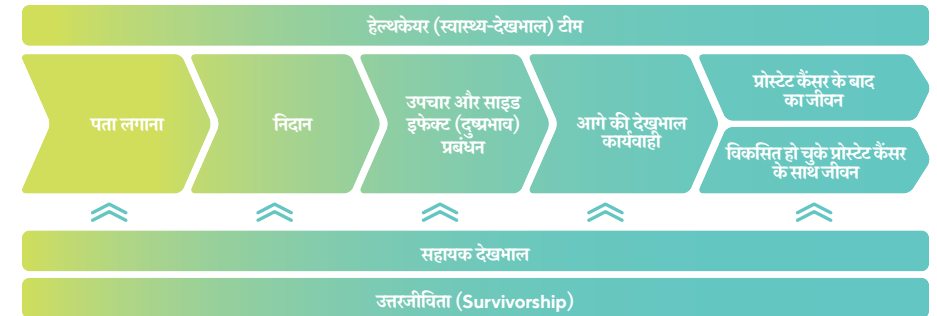 हेल्थकेयर (स्वास्थ्य-देखभाल) टीम
पता लगाना
निदान
उपचार और साइड
इफेक्ट (दुष्प्रभाव)
प्रबंधन
आगे की देखभाल
कार्यवाही
प्रोस्टेट कैंसर के बाद
का जीवन
विकसित हो चुके प्रोस्टेट कैंसर
के साथ जीवन
सहायक देखभाल
उत्तरजीविता (Survivorship)